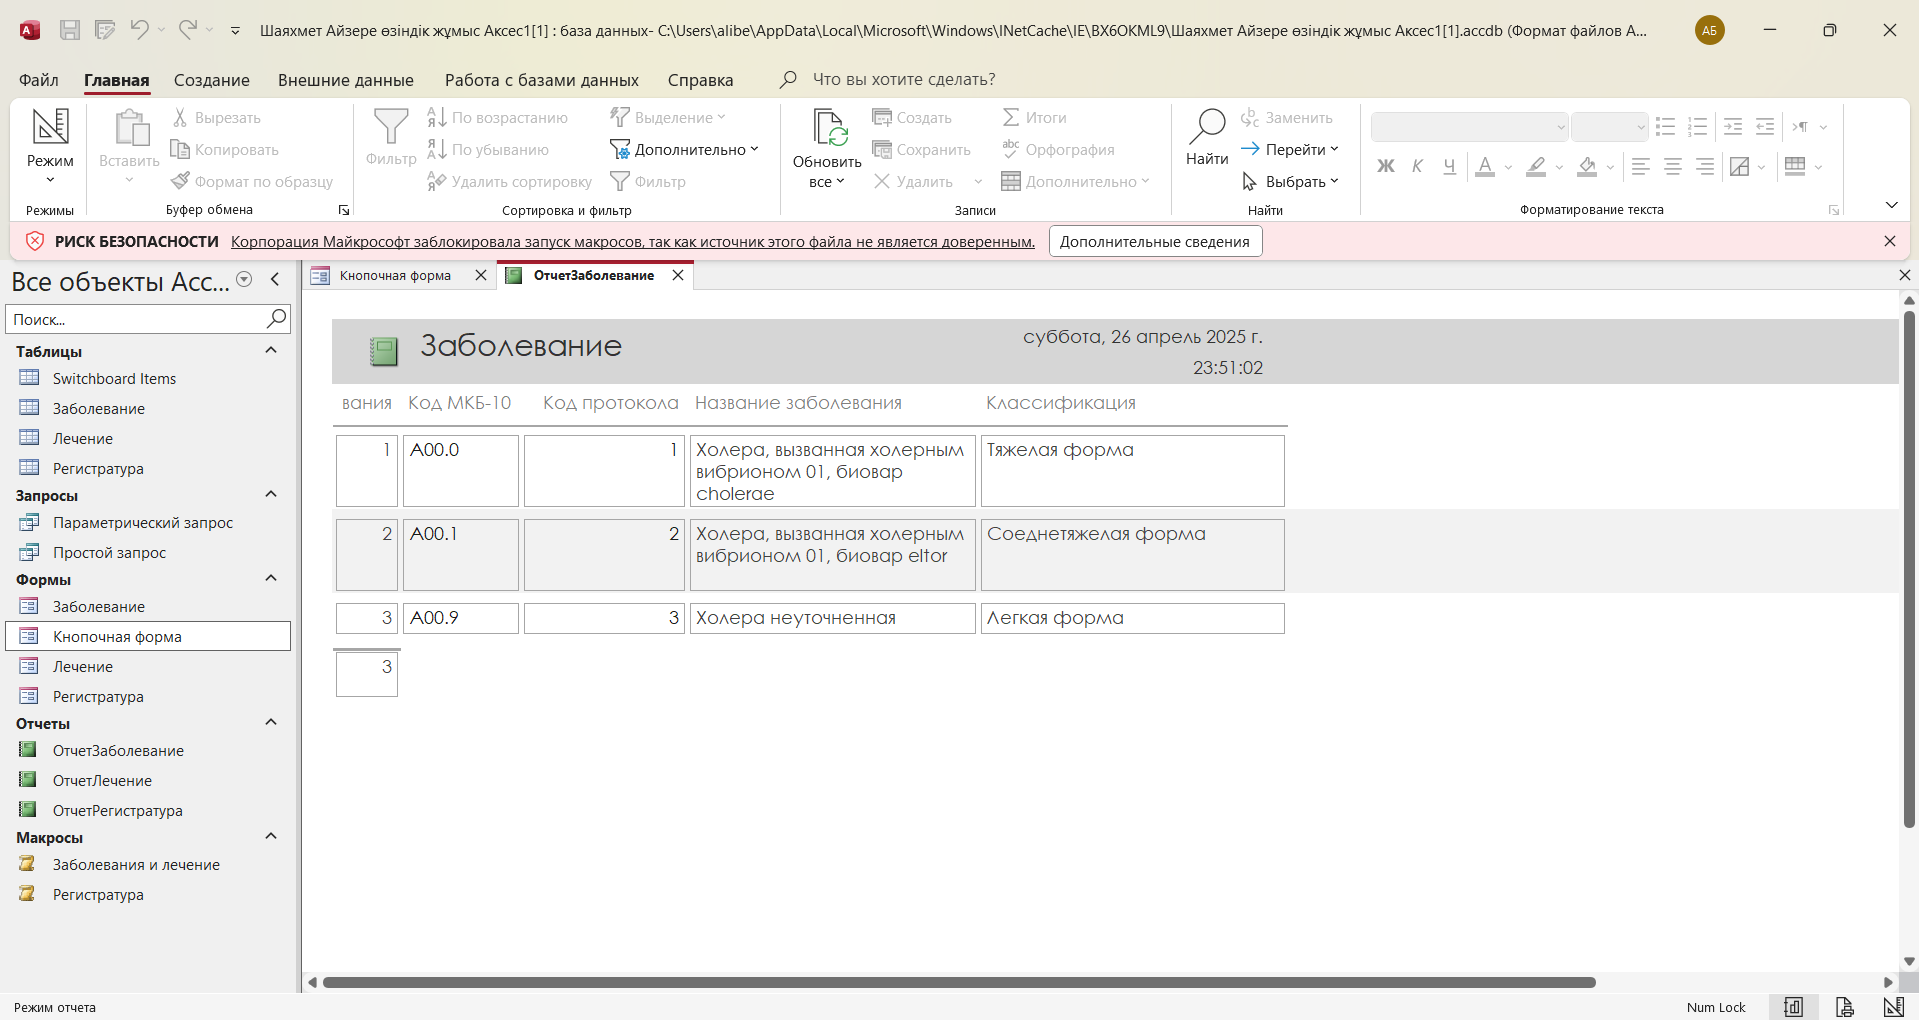 Шаяхмет Айзере өзіндік жұмыс Аксес1[1] : база данных- C:\Users\alibe\AppData\Local\Microsoft\Windows\INetCache\IE\BX6OKML9\Шаяхмет Айзере өзіндік жұмыс Аксес1[1].accdb (Формат файлов A...
АБ
Файл Главная Создание Внешние данные Работа с базами данных Справка Что вы хотите сделать?
Режим
Режимы
Вставить
Вырезать
Копировать
Формат по образцу
Буфер обмена
Фильтр
По возрастанию
По убыванию
Удалить сортировку
Выделение
Дополнительно
Фильтр
Сортировка и фильтр
Обновить
все
Создать
Сохранить
Удалить
Итоги
Орфография
Дополнительно
Записи
Найти
Заменить
Перейти
Выбрать
Найти
Ж К Ч
Форматирование текста
РИСК БЕЗОПАСНОСТИ Корпорация Майкрософт заблокировала запуск макросов, так как источник этого файла не является доверенным. Дополнительные сведения
Все объекты Acc...
Поиск...
Таблицы
Switchboard Items
Заболевание
Лечение
Регистратура
Запросы
Параметрический запрос
Простой запрос
Формы
Заболевание
Кнопочная форма
Лечение
Регистратура
Отчеты
ОтчетЗаболевание
ОтчетЛечение
ОтчетРегистратура
Макросы
Заболевания и лечение
Регистратура
Кнопочная форма ОтчетЗаболевание
Заболевание
суббота, 26 апрель 2025 г.
23:51:02
вания Код МКБ-10 Код протокола Название заболевания Классификация
1 A00.0 1 Холера, вызванная холерным Тяжелая форма
вибрионом 01, биовар
cholerae
2 A00.1 2 Холера, вызванная холерным Соеднетяжелая форма
вибрионом 01, биовар eltor
3 A00.9 3 Холера неуточненная Легкая форма
3
Режим отчета
Num Lock